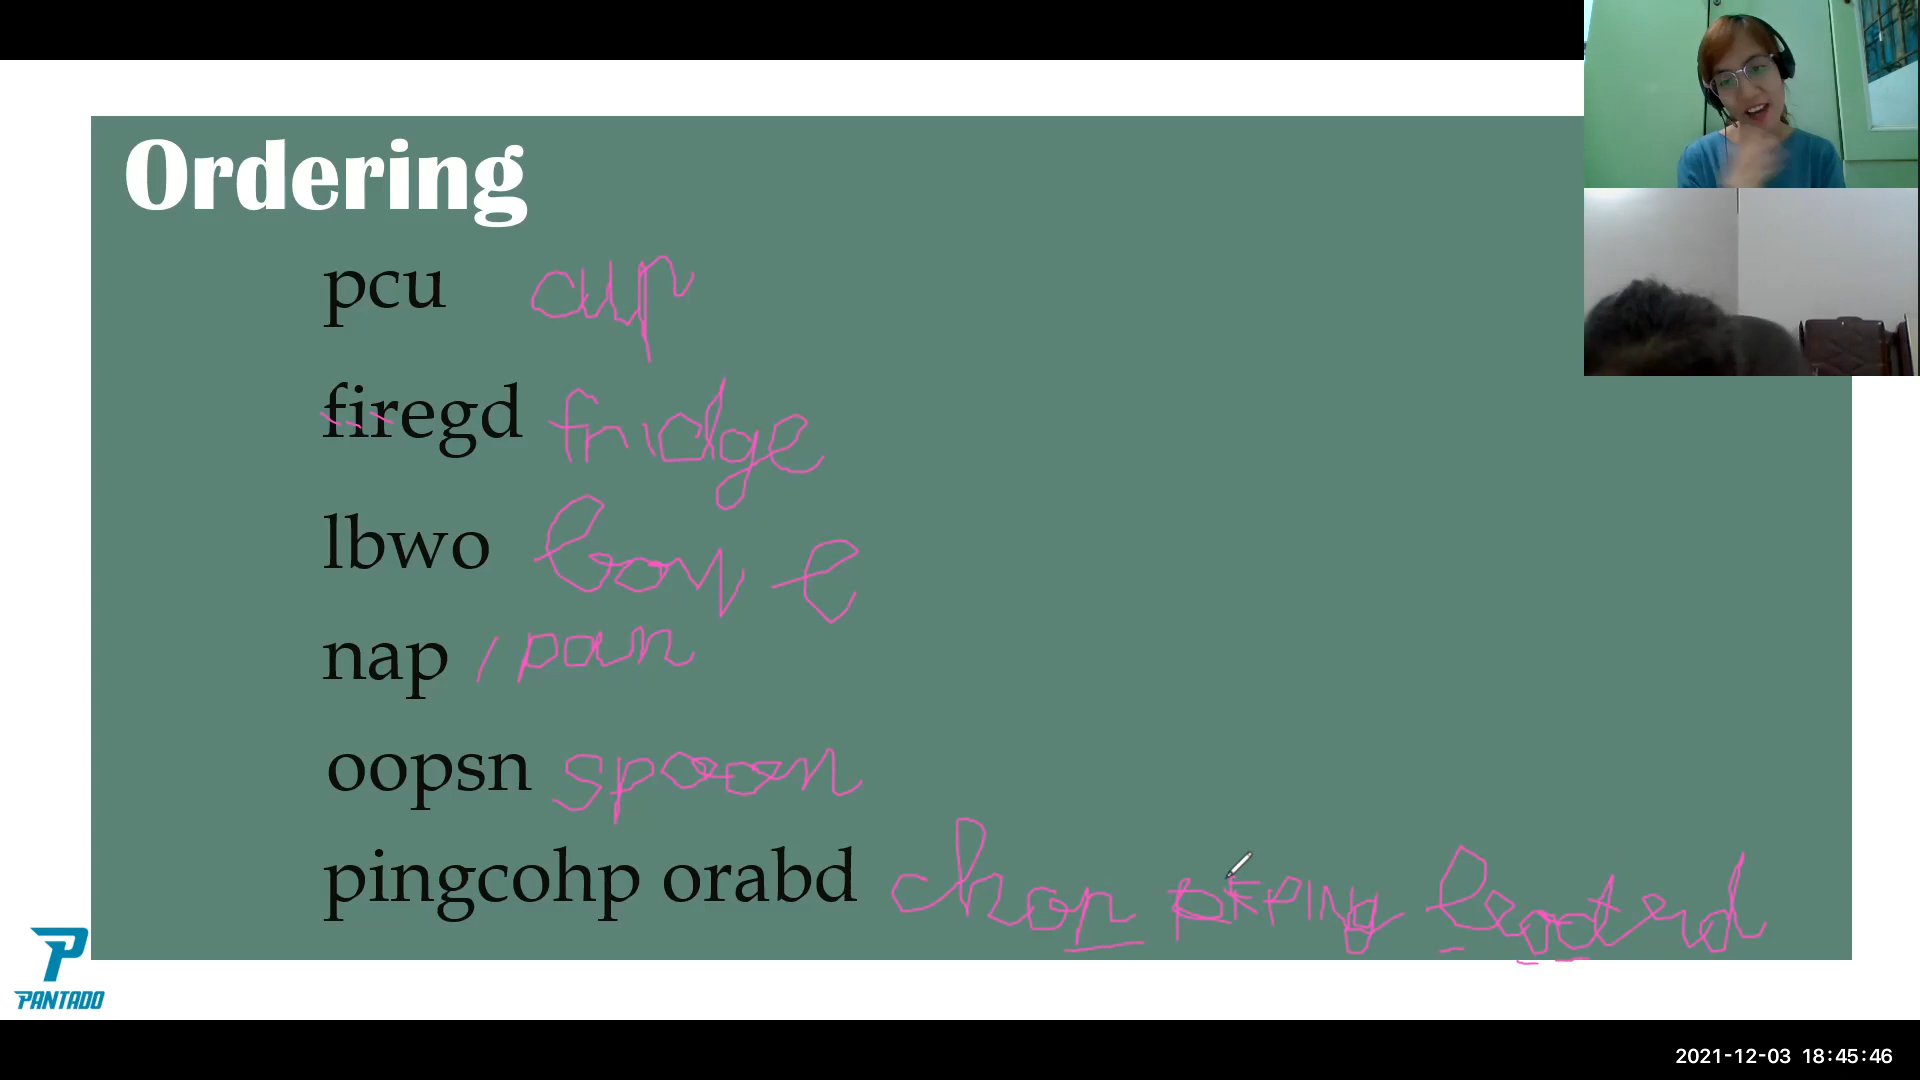 Ordering
pcu cup
firegd fridge
lbwo
nap pan
oopsn spoon
pingcohp orabd chop
PANTADO
2021-12-03 18:45:46